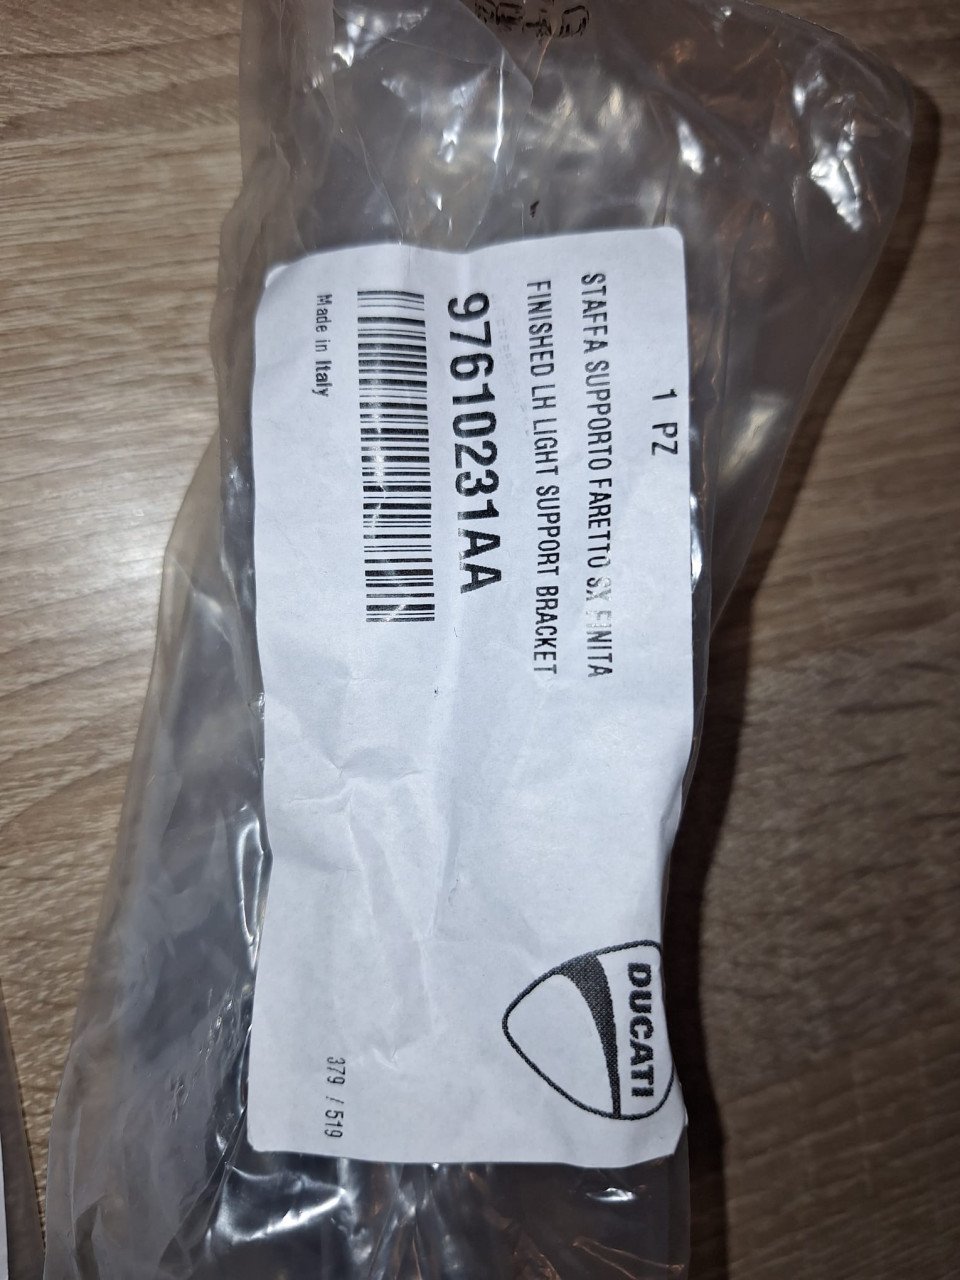 1 PZ
STAFFA SUPPORTO FARETTO SX FINITA
FINISHED LH LIGHT SUPPORT BRACKET
97610231AA
Made in Italy
DUCATI
379 / 519